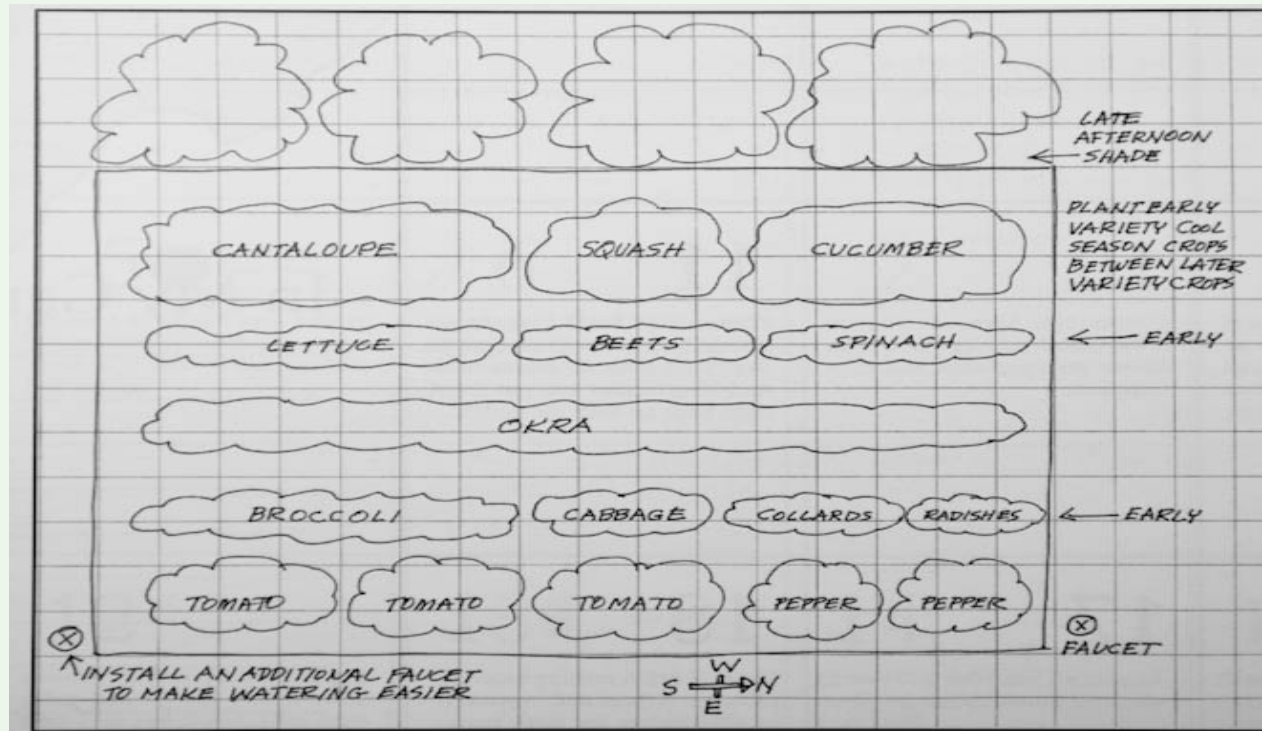 LATE
AFTERNOON
SHADE
PLANT EARLY
VARIETY COOL
SEASON CROPS
BETWEEN LATER
VARIETY CROPS
CANTALOUPE SQUASH CUCUMBER
LETTUCE BEETS SPINACH EARLY
OKRA
BROCCOLI CABBAGE COLLARDS RADISHES EARLY
TOMATO TOMATO TOMATO PEPPER PEPPER
X X
FAUCET
INSTALL AN ADDITIONAL FAUCET
TO MAKE WATERING EASIER
W
S N
E